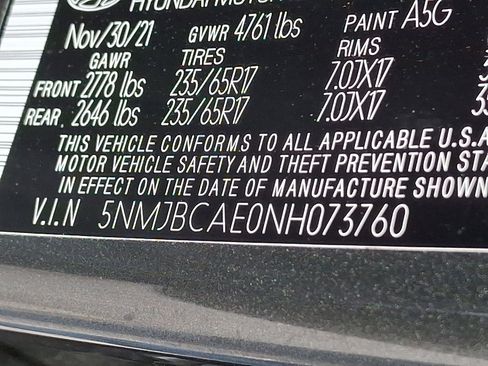 HYUNDAI MOTOR
Nov/30/21 GVWR 4761 lbs PAINT A5G
GAWR TIRES RIMS
FRONT 2778 lbs 235/65R17 7.0JX17
REAR 2646 lbs 235/65R17 7.0JX17
THIS VEHICLE CONFORMS TO ALL APPLICABLE U.S.A
MOTOR VEHICLE SAFETY AND THEFT PREVENTION STA
IN EFFECT ON THE DATE OF MANUFACTURE SHOWN
V.I.N 5NMJBCAE0NH073760